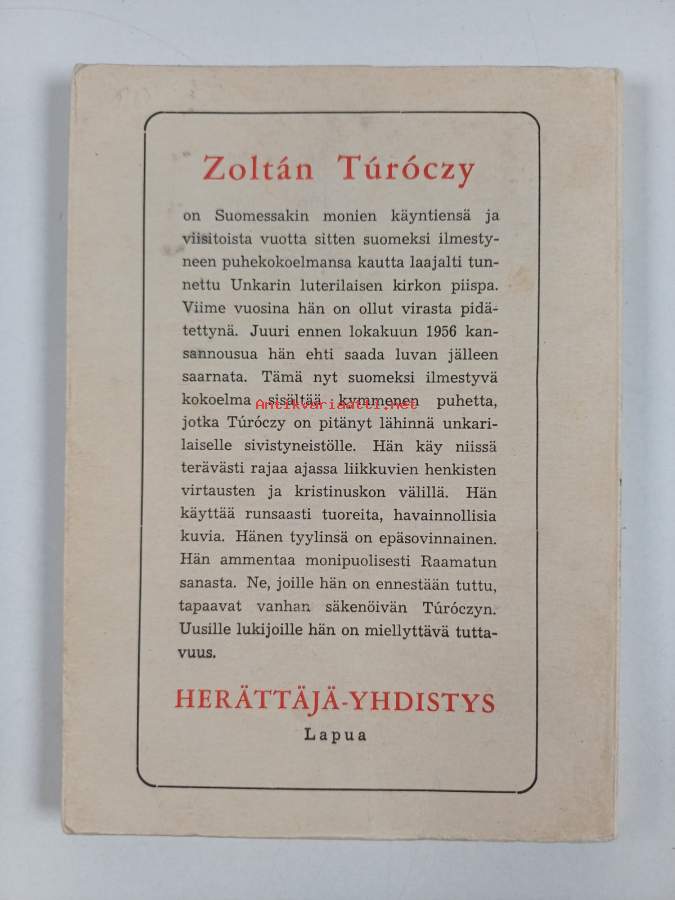 Zoltán Túróczy
on Suomessakin monien käyntiensä ja
viisitoista vuotta sitten suomeksi ilmesty-
neen puhekokoelmansa kautta laajalti tun-
nettu Unkarin luterilaisen kirkon piispa.
Viime vuosina hän on ollut virasta pidä-
tettynä. Juuri ennen lokakuun 1956 kan-
sannousua hän ehti saada luvan jälleen
saarnata. Tämä nyt suomeksi ilmestyvä
kokoelma sisältää kymmenen puhetta,
Antikvariaatti.net
jotka Túróczy on pitänyt lähinnä unkari-
laiselle sivistyneistölle. Hän käy niissä
terävästi rajaa ajassa liikkuvien henkisten
virtausten ja kristinuskon välillä. Hän
käyttää runsaasti tuoreita, havainnollisia
kuvia. Hänen tyylinsä on epäsovinnainen.
Hän ammentaa monipuolisesti Raamatun
sanasta. Ne, joille hän on ennestään tuttu,
tapaavat vanhan säkenöivän Túróczyn.
Uusille lukijoille hän on miellyttävä tutta-
vuus.
HERÄTTÄJÄ-YHDISTYS
Lapua